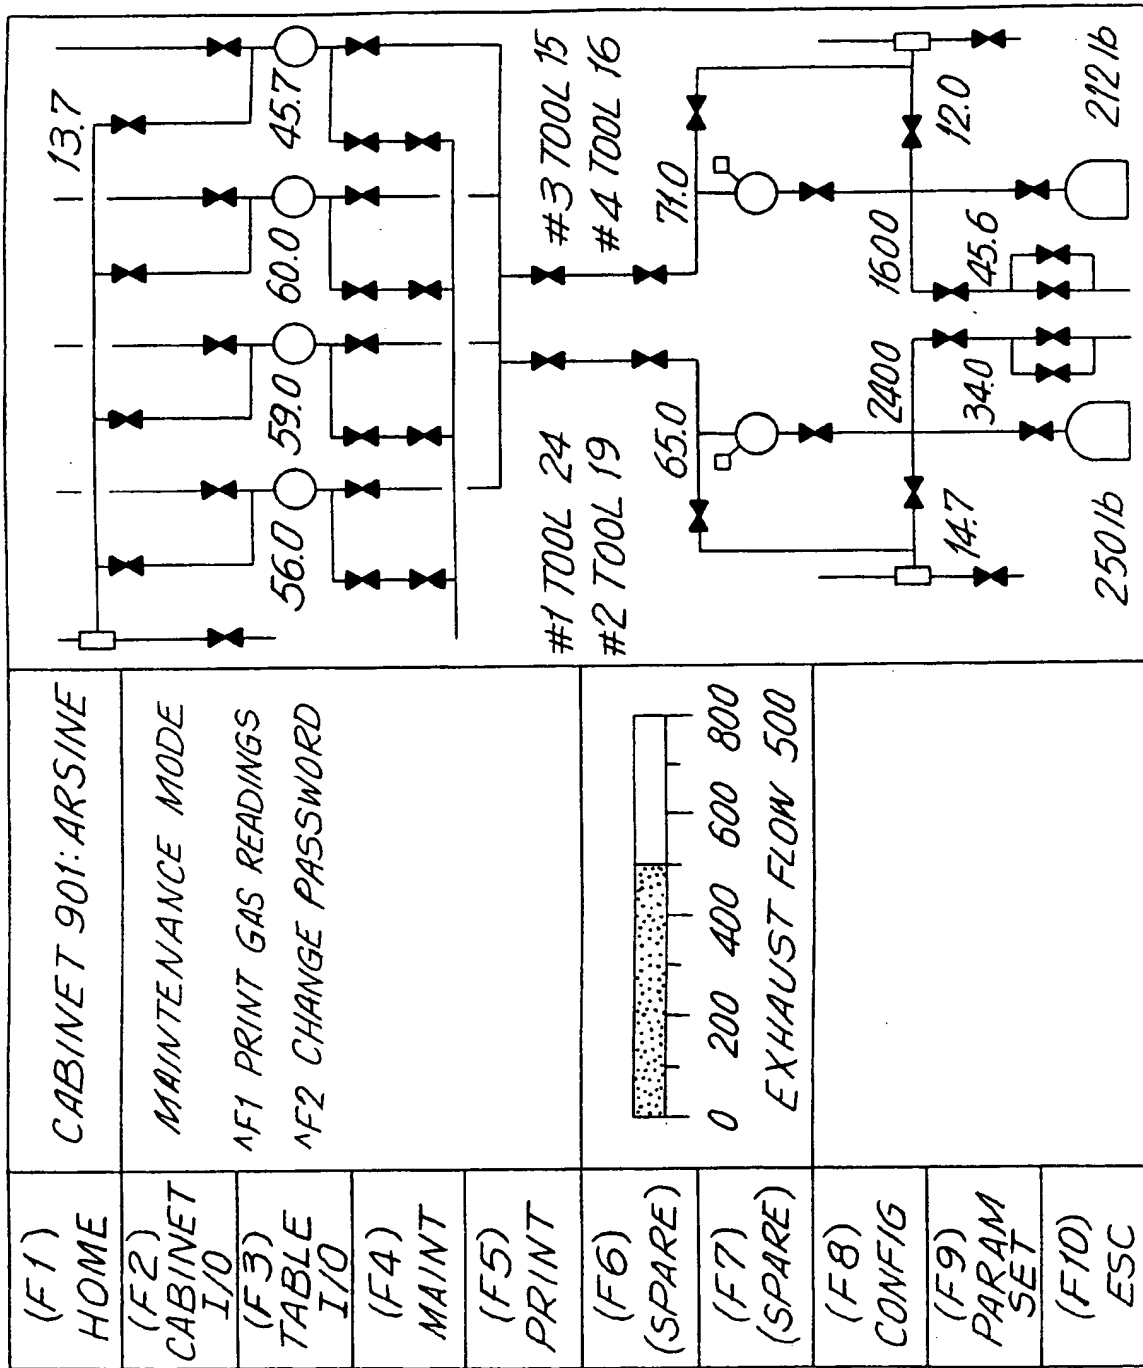 (F1)
HOME
(F2)
CABINET
I/O
(F3)
TABLE
I/O
(F4)
MAINT
(F5)
PRINT
(F6)
(SPARE)
(F7)
(SPARE)
(F8)
CONFIG
(F9)
PARAM
SET
(F10)
ESC
CABINET 901: ARSINE
MAINTENANCE MODE
^F1 PRINT GAS READINGS
^F2 CHANGE PASSWORD
0 200 400 600 800
EXHAUST FLOW 500
13.7
56.0 59.0 60.0 45.7
#1 TOOL 24
#2 TOOL 19
#3 TOOL 15
#4 TOOL 16
65.0 71.0
2400 1600
14.7 34.0 45.6 12.0
250 lb 212 lb